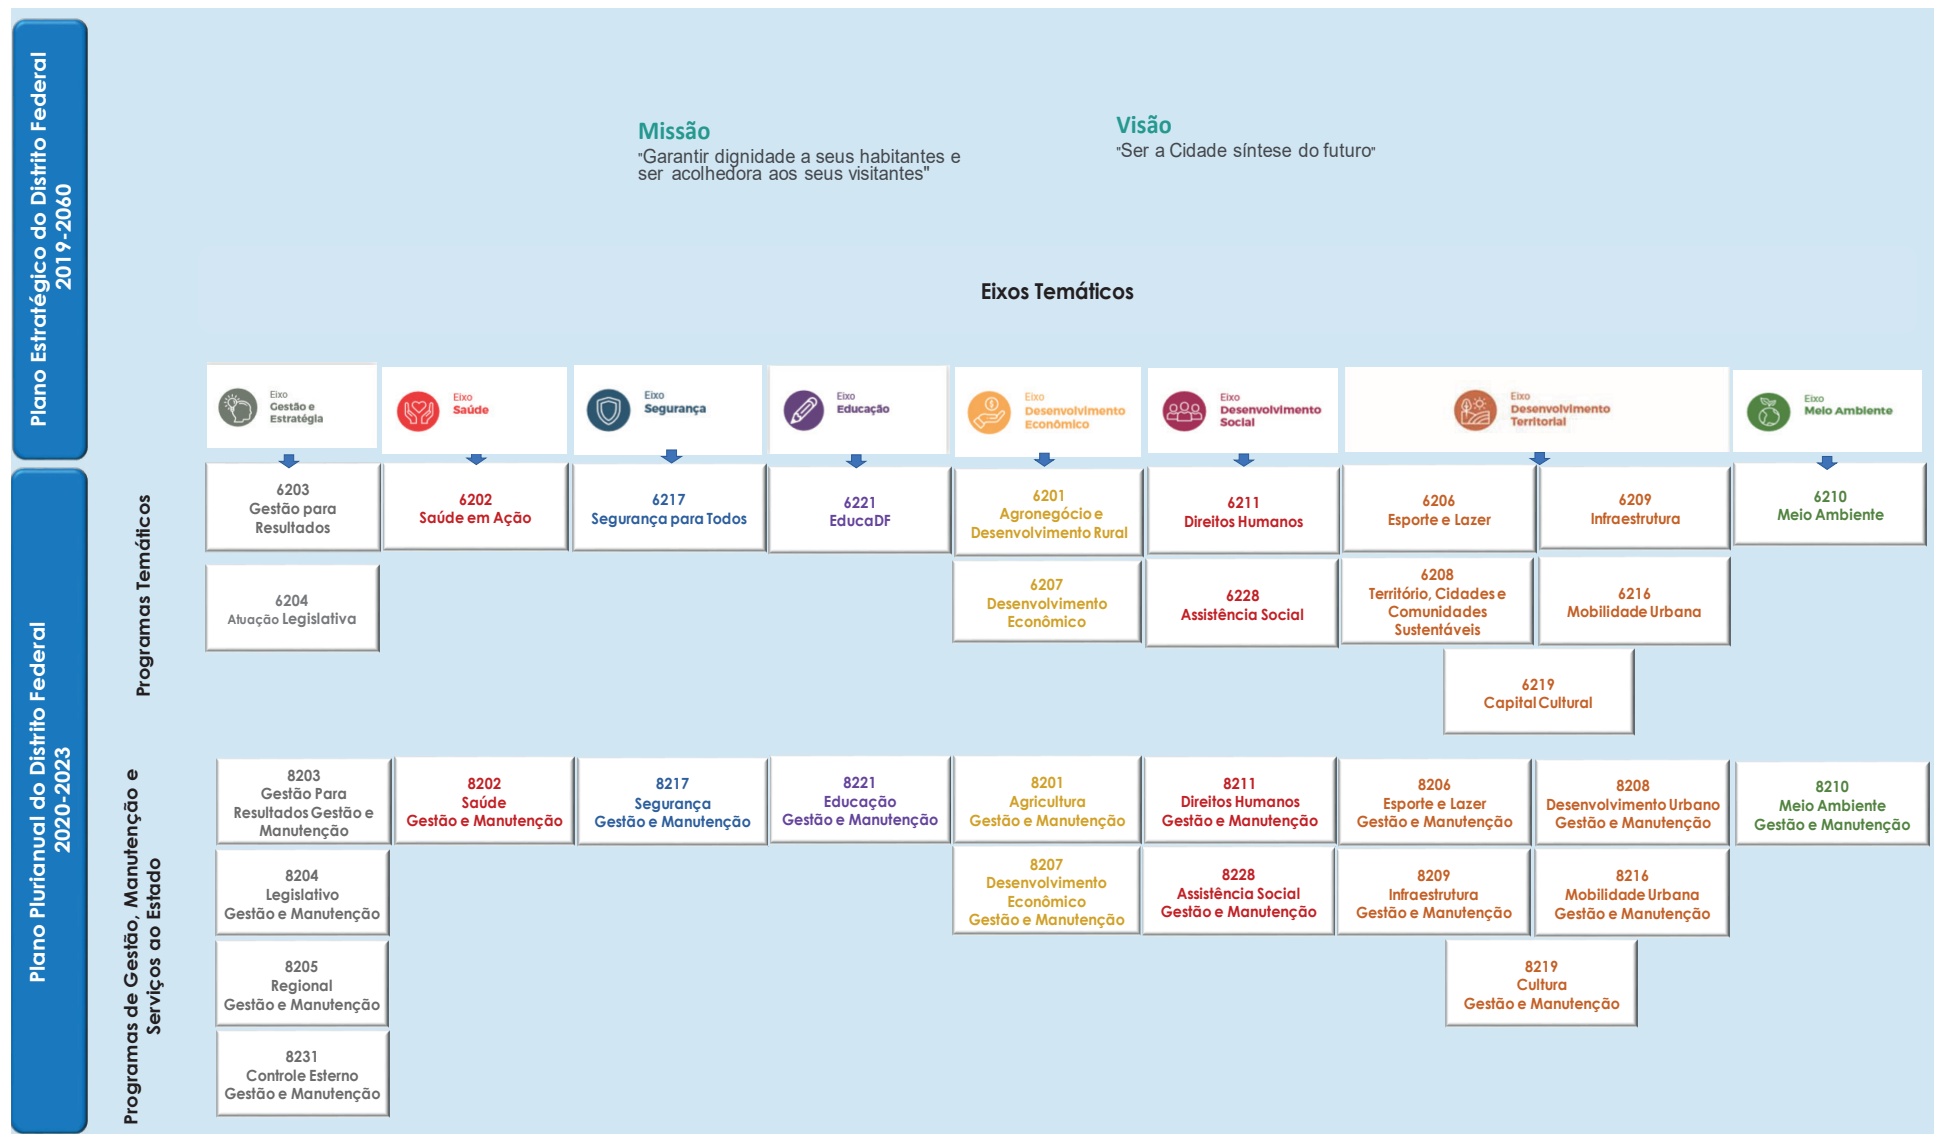 Plano Estratégico do Distrito Federal
2019-2060
Missão
"Garantir dignidade a seus habitantes e
ser acolhedora aos seus visitantes"
Visão
"Ser a Cidade síntese do futuro"
Eixos Temáticos
Eixo
Gestão e
Estratégia
Eixo
Saúde
Eixo
Segurança
Eixo
Educação
Eixo
Desenvolvimento
Econômico
Eixo
Desenvolvimento
Social
Eixo
Desenvolvimento
Territorial
Eixo
Meio Ambiente
Plano Plurianual do Distrito Federal
2020-2023
Programas Temáticos
6203
Gestão para
Resultados
6202
Saúde em Ação
6217
Segurança para Todos
6221
EducaDF
6201
Agronegócio e
Desenvolvimento Rural
6211
Direitos Humanos
6206
Esporte e Lazer
6209
Infraestrutura
6210
Meio Ambiente
6204
Atuação Legislativa
6207
Desenvolvimento
Econômico
6228
Assistência Social
6208
Território, Cidades e
Comunidades
Sustentáveis
6216
Mobilidade Urbana
6219
Capital Cultural
Programas de Gestão, Manutenção e
Serviços ao Estado
8203
Gestão Para
Resultados Gestão e
Manutenção
8202
Saúde
Gestão e Manutenção
8217
Segurança
Gestão e Manutenção
8221
Educação
Gestão e Manutenção
8201
Agricultura
Gestão e Manutenção
8211
Direitos Humanos
Gestão e Manutenção
8206
Esporte e Lazer
Gestão e Manutenção
8208
Desenvolvimento Urbano
Gestão e Manutenção
8210
Meio Ambiente
Gestão e Manutenção
8204
Legislativo
Gestão e Manutenção
8207
Desenvolvimento
Econômico
Gestão e Manutenção
8228
Assistência Social
Gestão e Manutenção
8209
Infraestrutura
Gestão e Manutenção
8216
Mobilidade Urbana
Gestão e Manutenção
8205
Regional
Gestão e Manutenção
8219
Cultura
Gestão e Manutenção
8231
Controle Esterno
Gestão e Manutenção